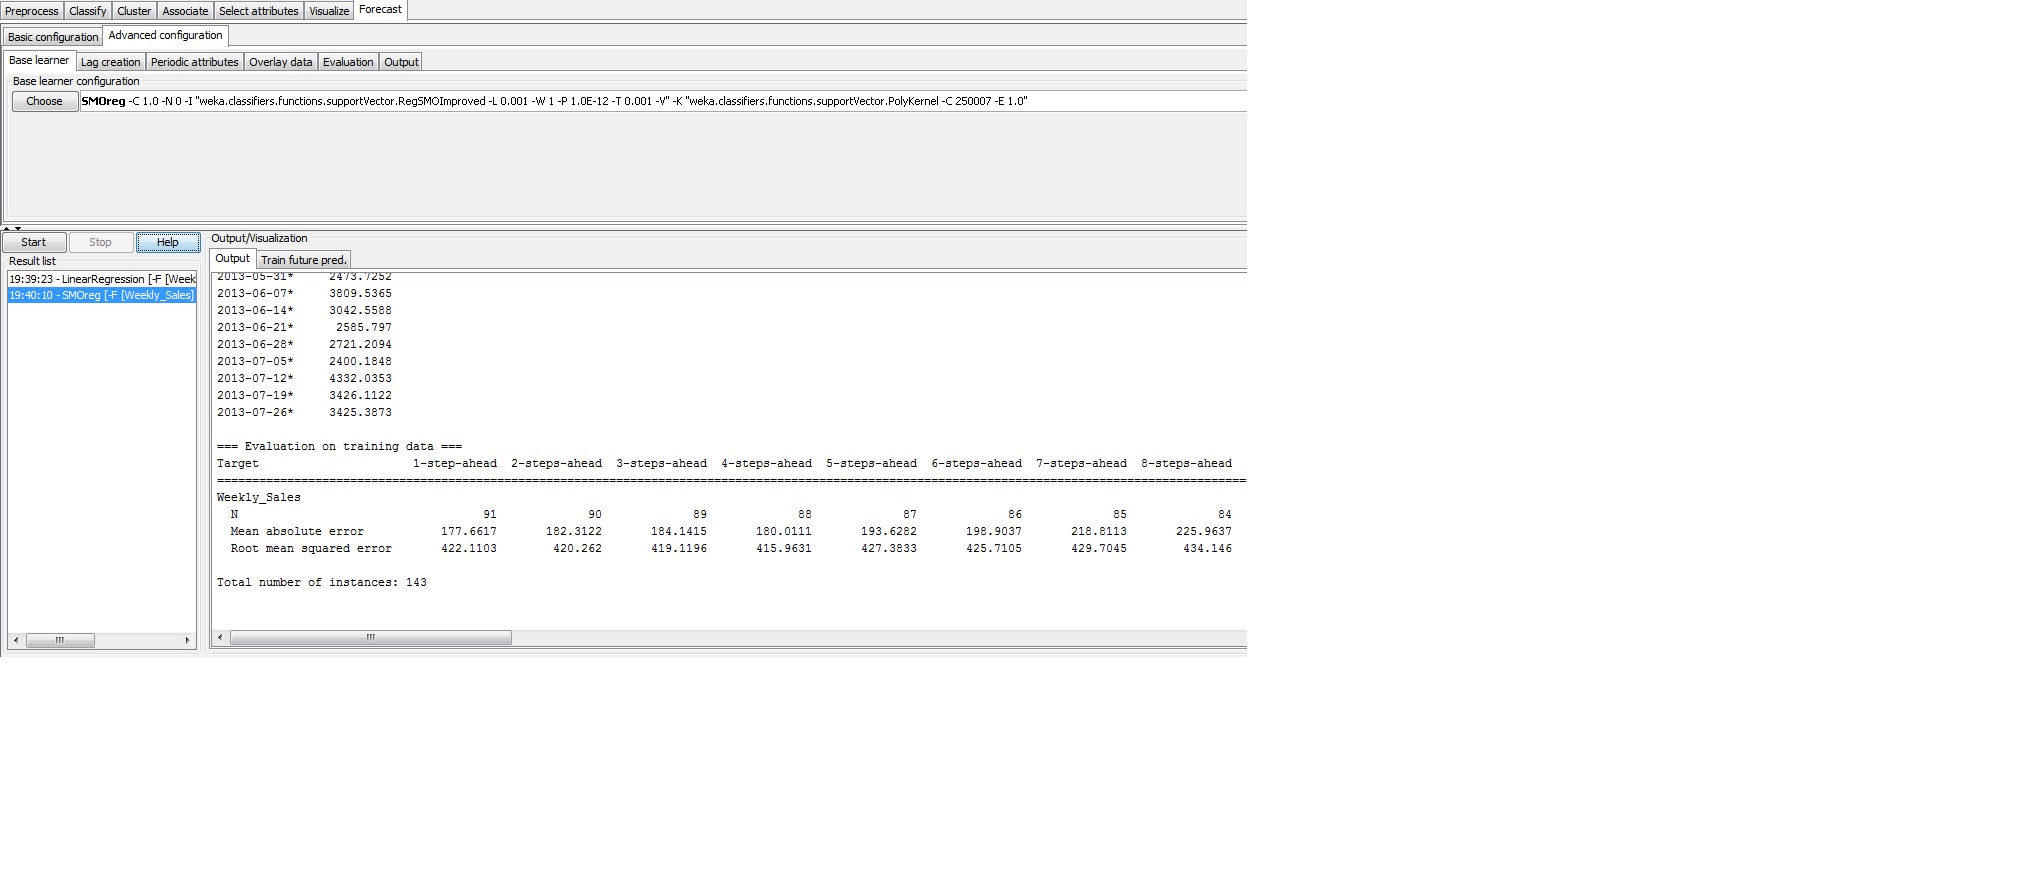 Preprocess Classify Cluster Associate Select attributes Visualize Forecast
Basic configuration Advanced configuration
Base learner Lag creation Periodic attributes Overlay data Evaluation Output
Base learner configuration
Choose SMOreg -C 1.0 -N 0 -I "weka.classifiers.functions.supportVector.RegSMOImproved -L 0.001 -W 1 -P 1.0E-12 -T 0.001 -V" -K "weka.classifiers.functions.supportVector.PolyKernel -C 250007 -E 1.0"
Start Stop Help
Result list
19:39:23 - LinearRegression [-F [Week
19:40:10 - SMOreg [-F [Weekly_Sales]
Output/Visualization
Output Train future pred.
2013-05-31* 2473.7252
2013-06-07* 3809.5365
2013-06-14* 3042.5588
2013-06-21* 2585.797
2013-06-28* 2721.2094
2013-07-05* 2400.1848
2013-07-12* 4332.0353
2013-07-19* 3426.1122
2013-07-26* 3425.3873
=== Evaluation on training data ===
Target 1-step-ahead 2-steps-ahead 3-steps-ahead 4-steps-ahead 5-steps-ahead 6-steps-ahead 7-steps-ahead 8-steps-ahead
Weekly_Sales
N 91 90 89 88 87 86 85 84
Mean absolute error 177.6617 182.3122 184.1415 180.0111 193.6282 198.9037 218.8113 225.9637
Root mean squared error 422.1103 420.262 419.1196 415.9631 427.3833 425.7105 429.7045 434.146
Total number of instances: 143